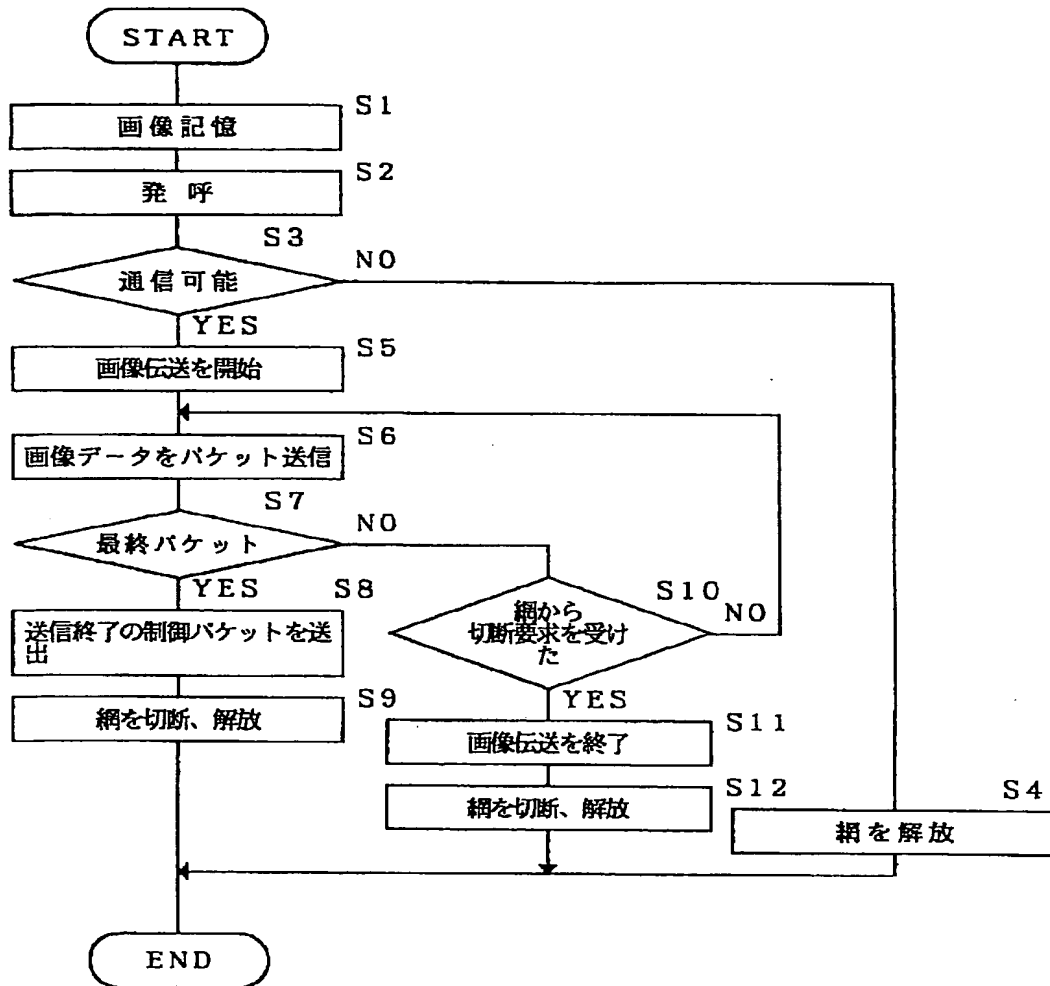 START
S1
画像記憶
S2
発呼
S3
通信可能
NO
YES
S5
画像伝送を開始
S6
画像データをパケット送信
S7
最終パケット
NO
YES
S8
送信終了の制御パケットを送
出
S9
網を切断、解放
S10
網から
切断要求を受け
た
NO
YES
S11
画像伝送を終了
S12
網を切断、解放
S4
網を解放
END